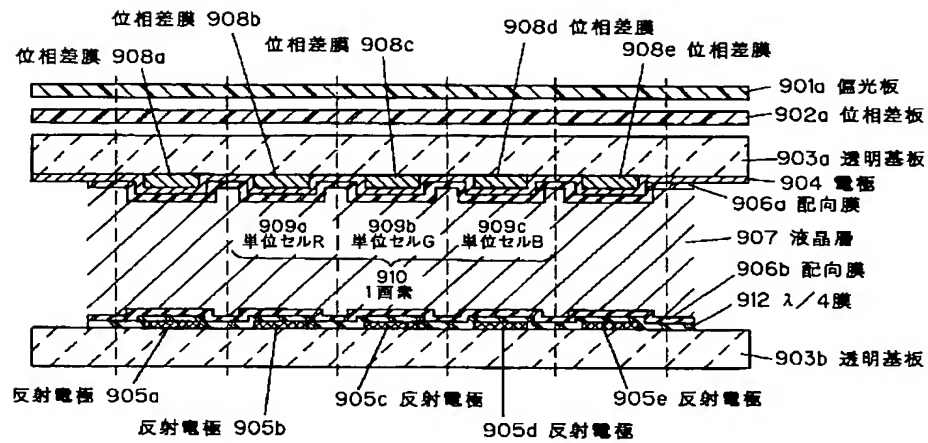 位相差膜 908b
908d 位相差膜
位相差膜 908c
位相差膜 908a
908e 位相差膜
901a 偏光板
902a 位相差板
903a 透明基板
904 電極
906a 配向膜
909a
単位セルR
909b
単位セルG
909c
単位セルB
907 液晶層
910
1画素
906b 配向膜
912 λ/4膜
903b 透明基板
反射電極 905a
905c 反射電極
905e 反射電極
反射電極 905b
905d 反射電極